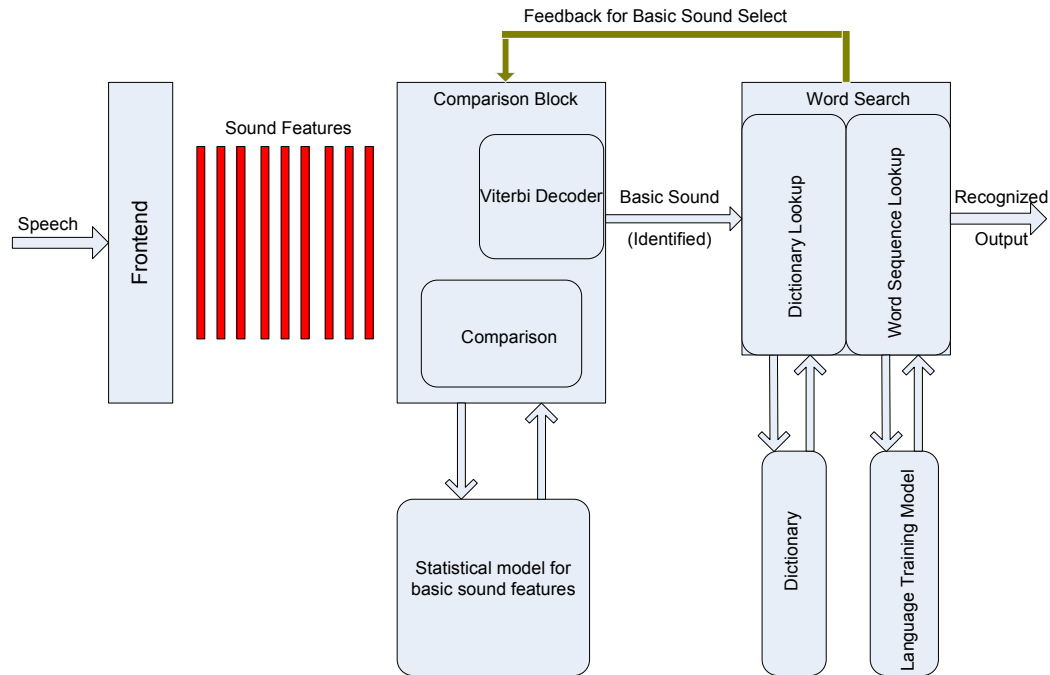 Feedback for Basic Sound Select
Comparison Block
Word Search
Sound Features
Speech
Frontend
Viterbi Decoder
Basic Sound
(Identified)
Dictionary Lookup
Word Sequence Lookup
Recognized
Output
Comparison
Statistical model for
basic sound features
Dictionary
Language Training Model